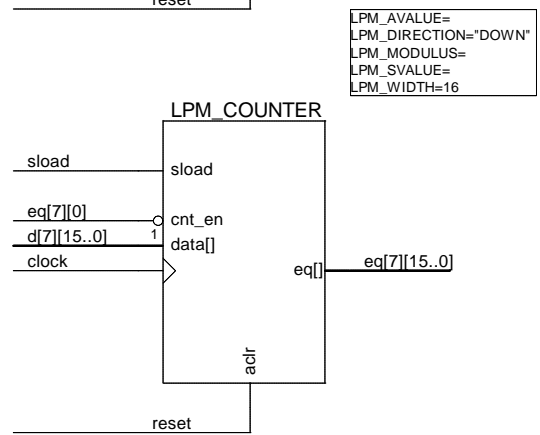 reset
LPM_AVALUE=
LPM_DIRECTION="DOWN"
LPM_MODULUS=
LPM_SVALUE=
LPM_WIDTH=16
LPM_COUNTER
sload
sload
eq[7][0]
cnt_en
d[7][15..0]
1
data[]
clock
eq[]
eq[7][15..0]
aclr
reset